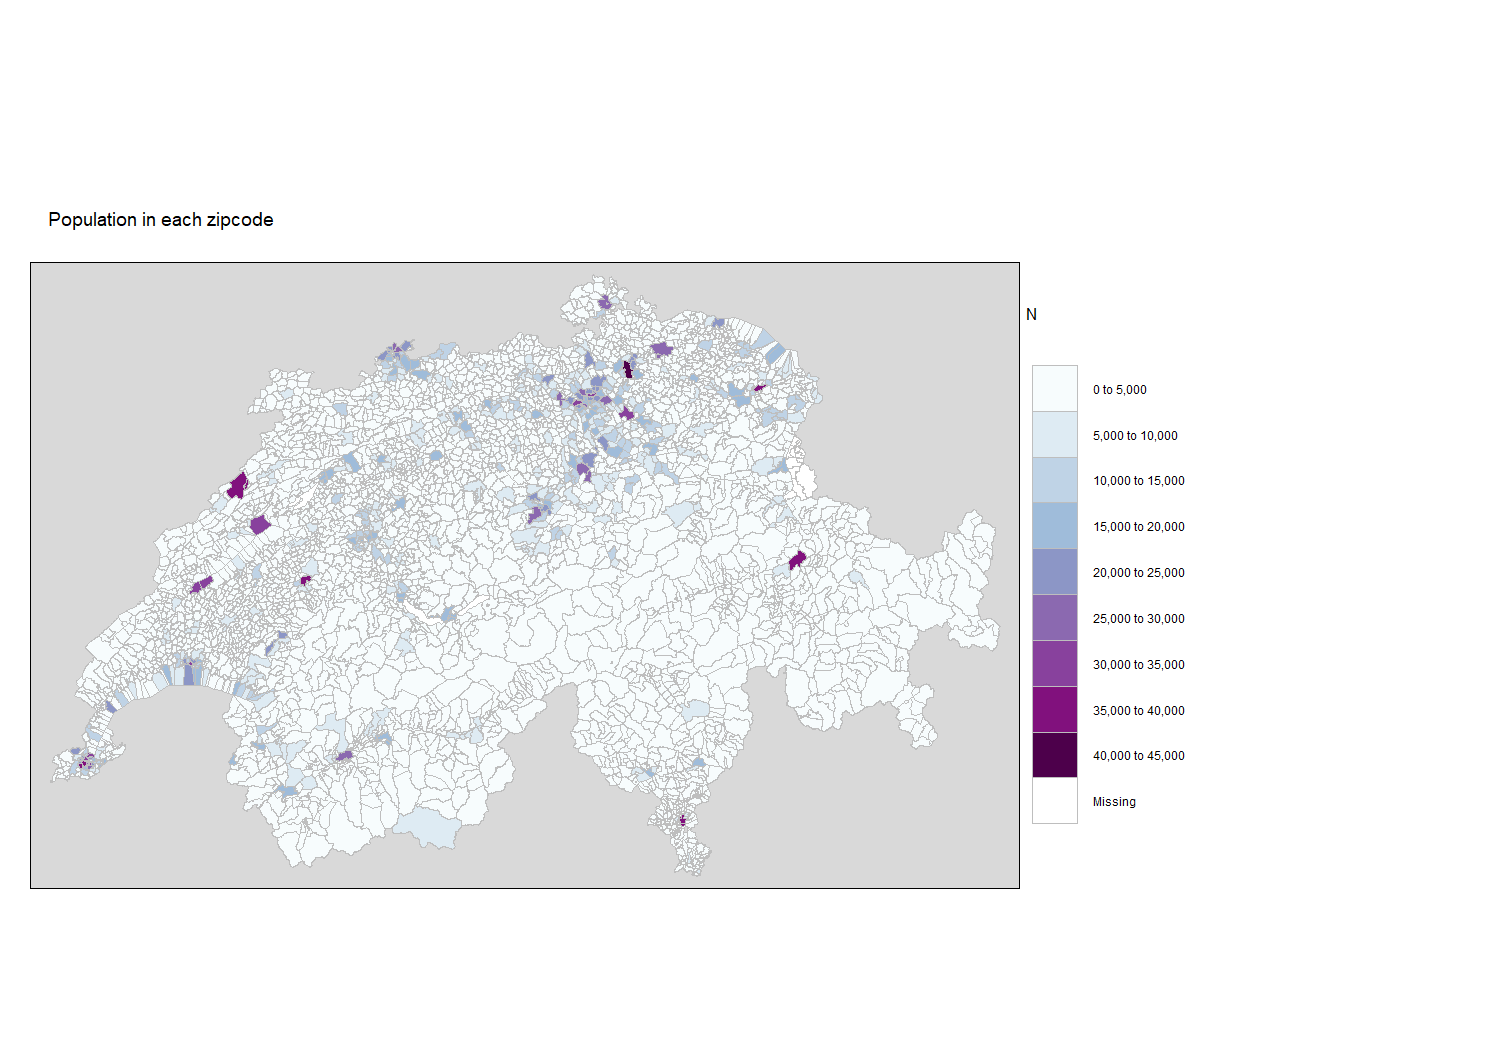 Population in each zipcode
N
0 to 5,000
5,000 to 10,000
10,000 to 15,000
15,000 to 20,000
20,000 to 25,000
25,000 to 30,000
30,000 to 35,000
35,000 to 40,000
40,000 to 45,000
Missing